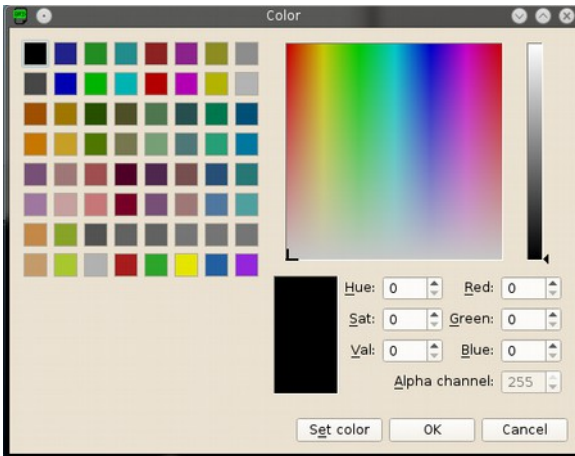 Color
Hue: 0 Red: 0
Sat: 0 Green: 0
Val: 0 Blue: 0
Alpha channel: 255
Set color OK Cancel